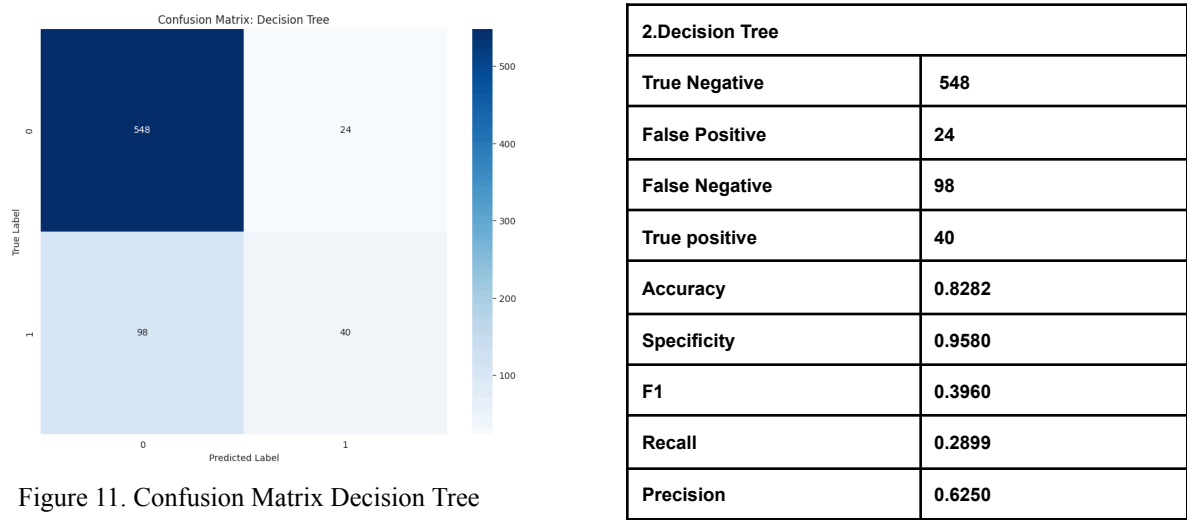 Confusion Matrix: Decision Tree
True Label
0
548
24
1
98
40
0
1
Predicted Label
500
400
300
200
100
Figure 11. Confusion Matrix Decision Tree
2.Decision Tree
True Negative 548
False Positive 24
False Negative 98
True positive 40
Accuracy 0.8282
Specificity 0.9580
F1 0.3960
Recall 0.2899
Precision 0.6250